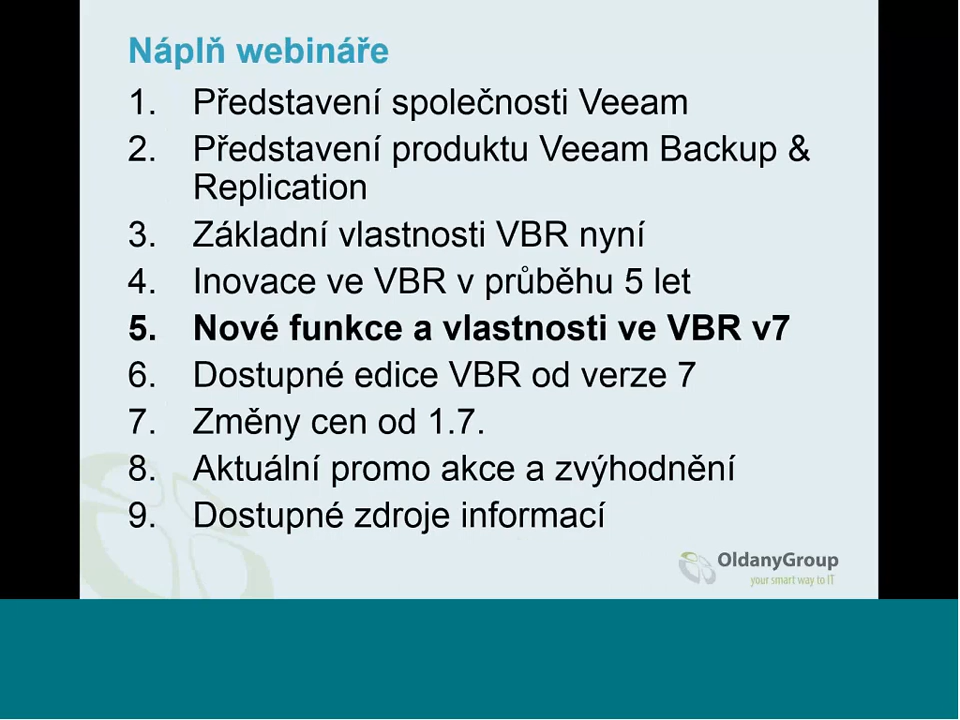 Náplň webináře
1. Představení společnosti Veeam
2. Představení produktu Veeam Backup &
Replication
3. Základní vlastnosti VBR nyní
4. Inovace ve VBR v průběhu 5 let
5. Nové funkce a vlastnosti ve VBR v7
6. Dostupné edice VBR od verze 7
7. Změny cen od 1.7.
8. Aktuální promo akce a zvýhodnění
9. Dostupné zdroje informací
OldanyGroup
your smart way to IT